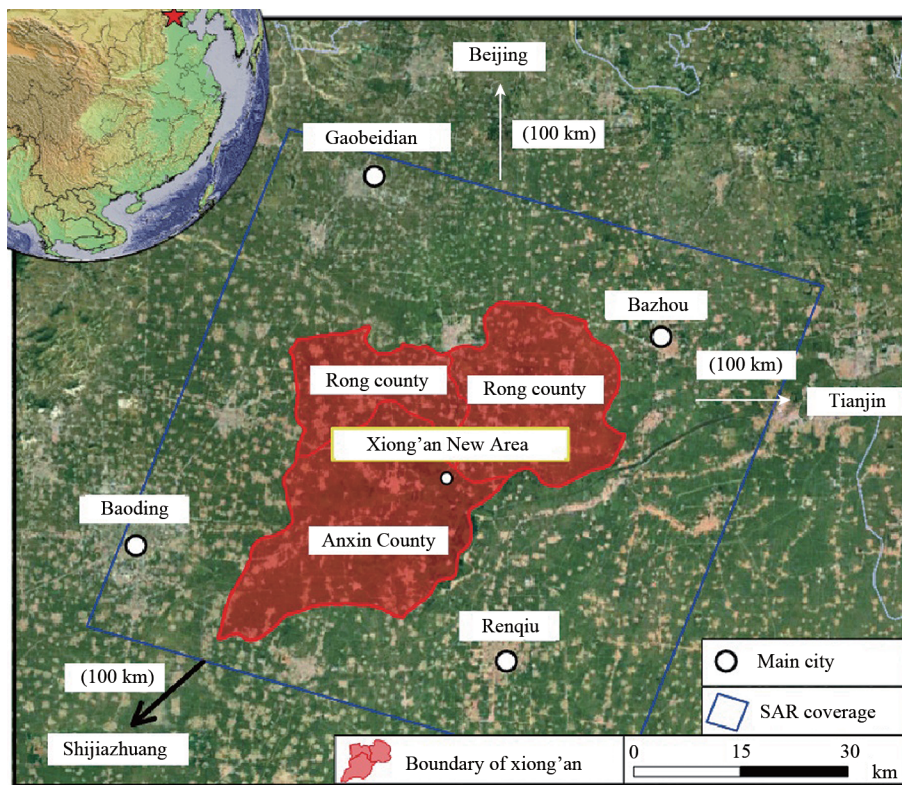 Beijing
(100 km)
Gaobeidian
Bazhou
(100 km)
Tianjin
Rong county
Rong county
Xiong’an New Area
Baoding
Anxin County
Renqiu
(100 km)
Shijiazhuang
Main city
SAR coverage
Boundary of xiong’an
0 15 30
km